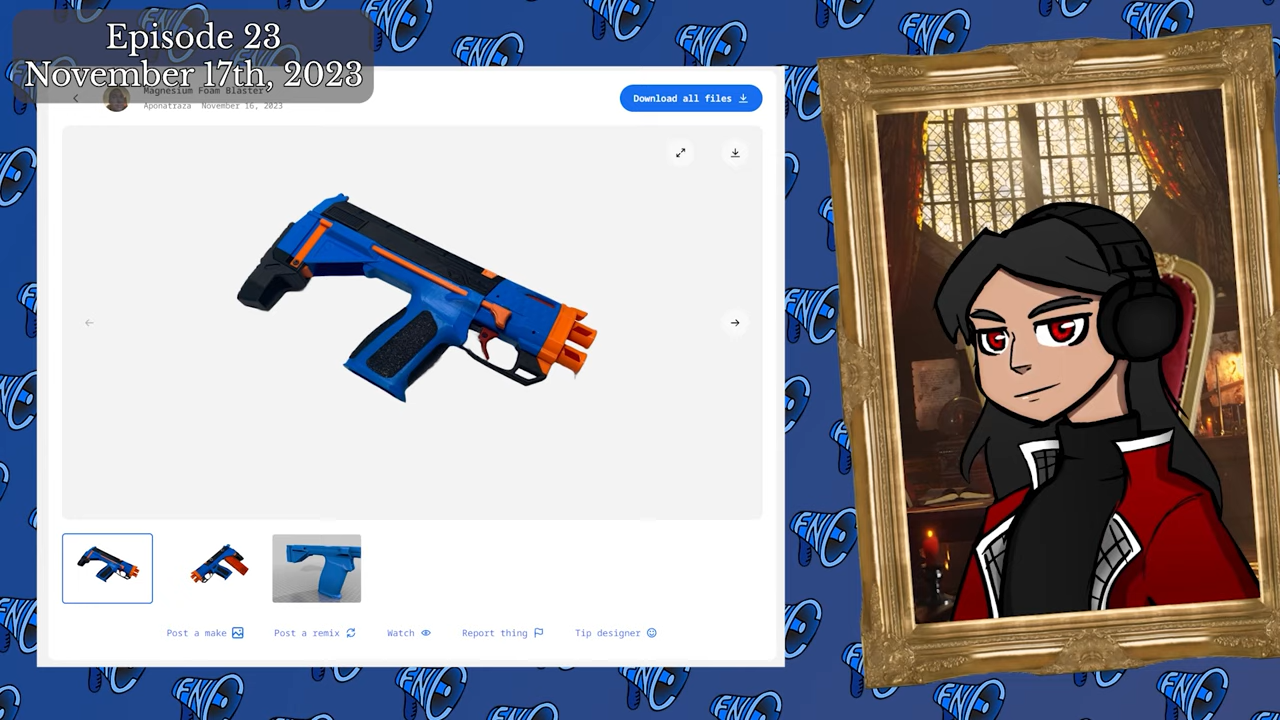 Episode 23
November 17th, 2023
Magnesium Foam Blaster
Aponatraza November 16, 2023
Download all files
Post a make
Post a remix
Watch
Report thing
Tip designer
FN